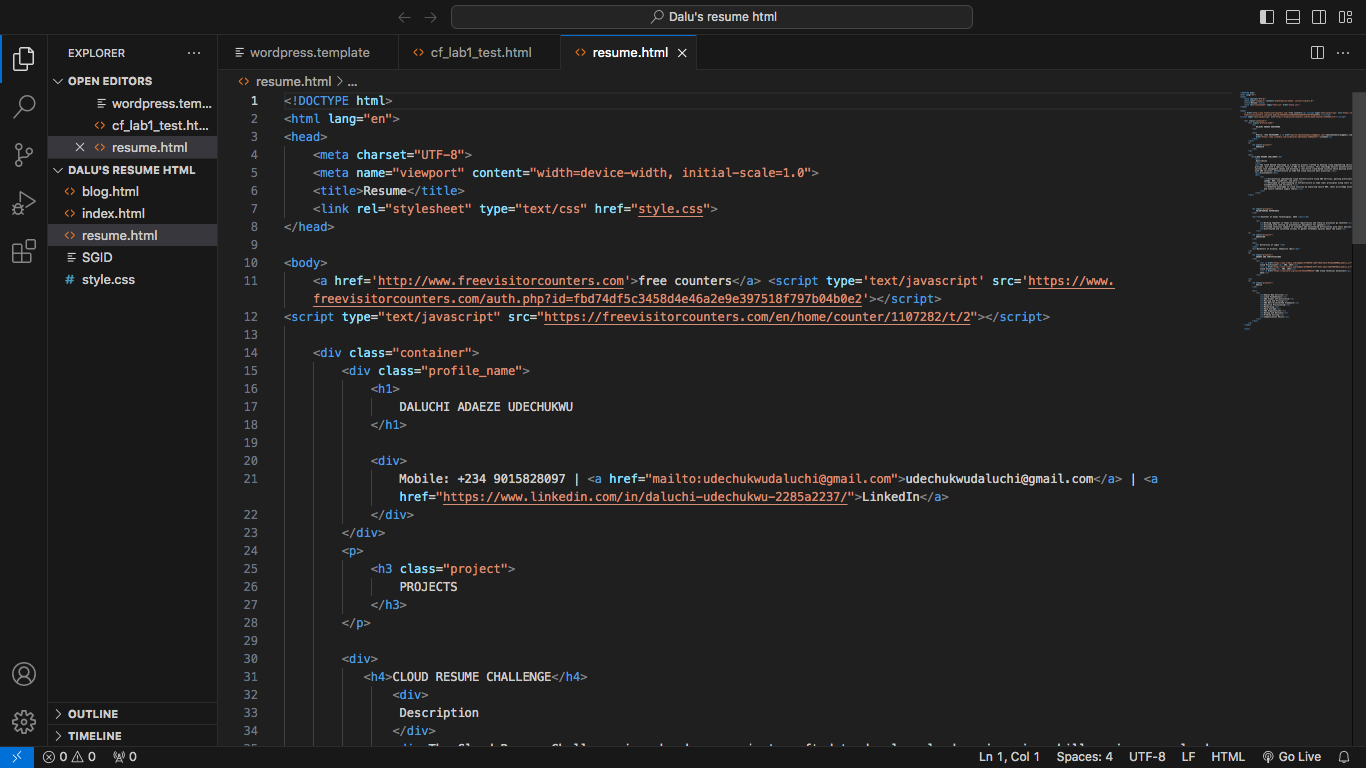 Dalu's resume html
EXPLORER
OPEN EDITORS
wordpress.tem...
cf_lab1_test.ht...
resume.html
DALU'S RESUME HTML
blog.html
index.html
resume.html
SGID
style.css
OUTLINE
TIMELINE
wordpress.template
cf_lab1_test.html
resume.html
resume.html > ...
1 <!DOCTYPE html>
2 <html lang="en">
3 <head>
4 <meta charset="UTF-8">
5 <meta name="viewport" content="width=device-width, initial-scale=1.0">
6 <title>Resume</title>
7 <link rel="stylesheet" type="text/css" href="style.css">
8 </head>
9
10 <body>
11 <a href='http://www.freevisitorcounters.com'>free counters</a> <script type='text/javascript' src='https://www.
freevisitorcounters.com/auth.php?id=fbd74df5c3458d4e46a2e9e397518f797b04b0e2'></script>
12 <script type="text/javascript" src="https://freevisitorcounters.com/en/home/counter/1107282/t/2"></script>
13
14 <div class="container">
15 <div class="profile_name">
16 <h1>
17 DALUCHI ADAEZE UDECHUKWU
18 </h1>
19
20 <div>
21 Mobile: +234 9015828097 | <a href="mailto:udechukwudaluchi@gmail.com">udechukwudaluchi@gmail.com</a> | <a
href="https://www.linkedin.com/in/daluchi-udechukwu-2285a2237/">LinkedIn</a>
22 </div>
23 </div>
24 <p>
25 <h3 class="project">
26 PROJECTS
27 </h3>
28 </p>
29
30 <div>
31 <h4>CLOUD RESUME CHALLENGE</h4>
32 <div>
33 Description
34 </div>
0 0 0
Ln 1, Col 1 Spaces: 4 UTF-8 LF HTML Go Live